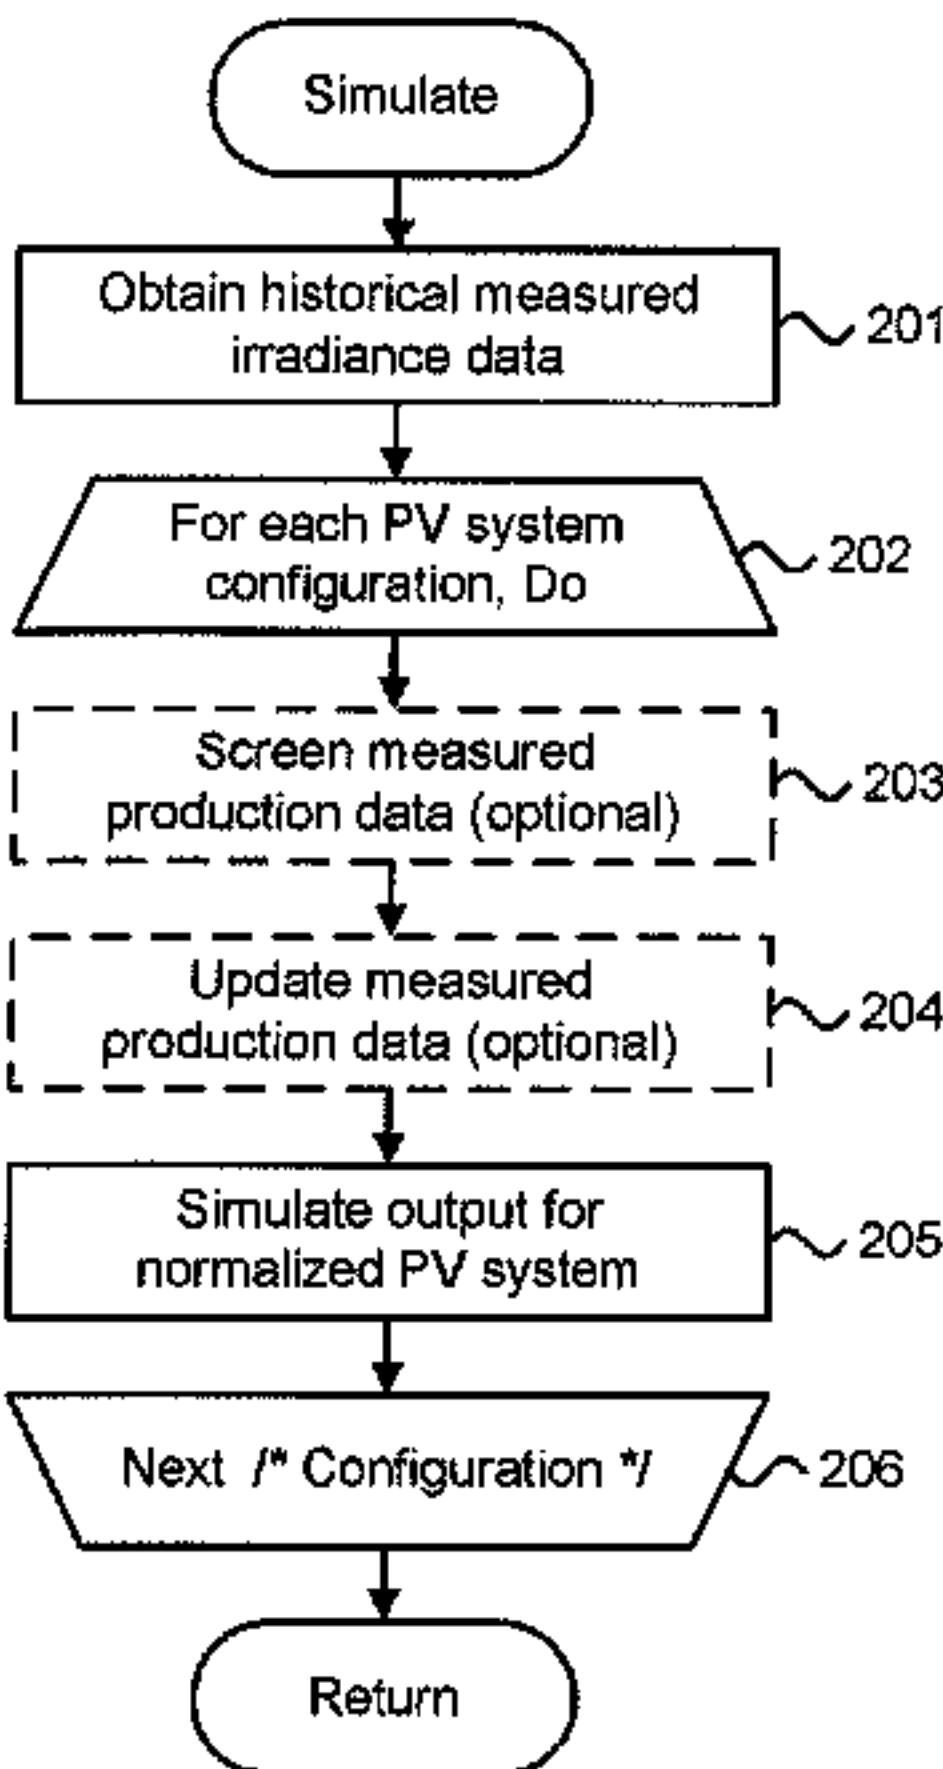 Simulate
Obtain historical measured
irradiance data
201
For each PV system
configuration, Do
202
Screen measured
production data (optional)
203
Update measured
production data (optional)
204
Simulate output for
normalized PV system
205
Next /* Configuration */
206
Return